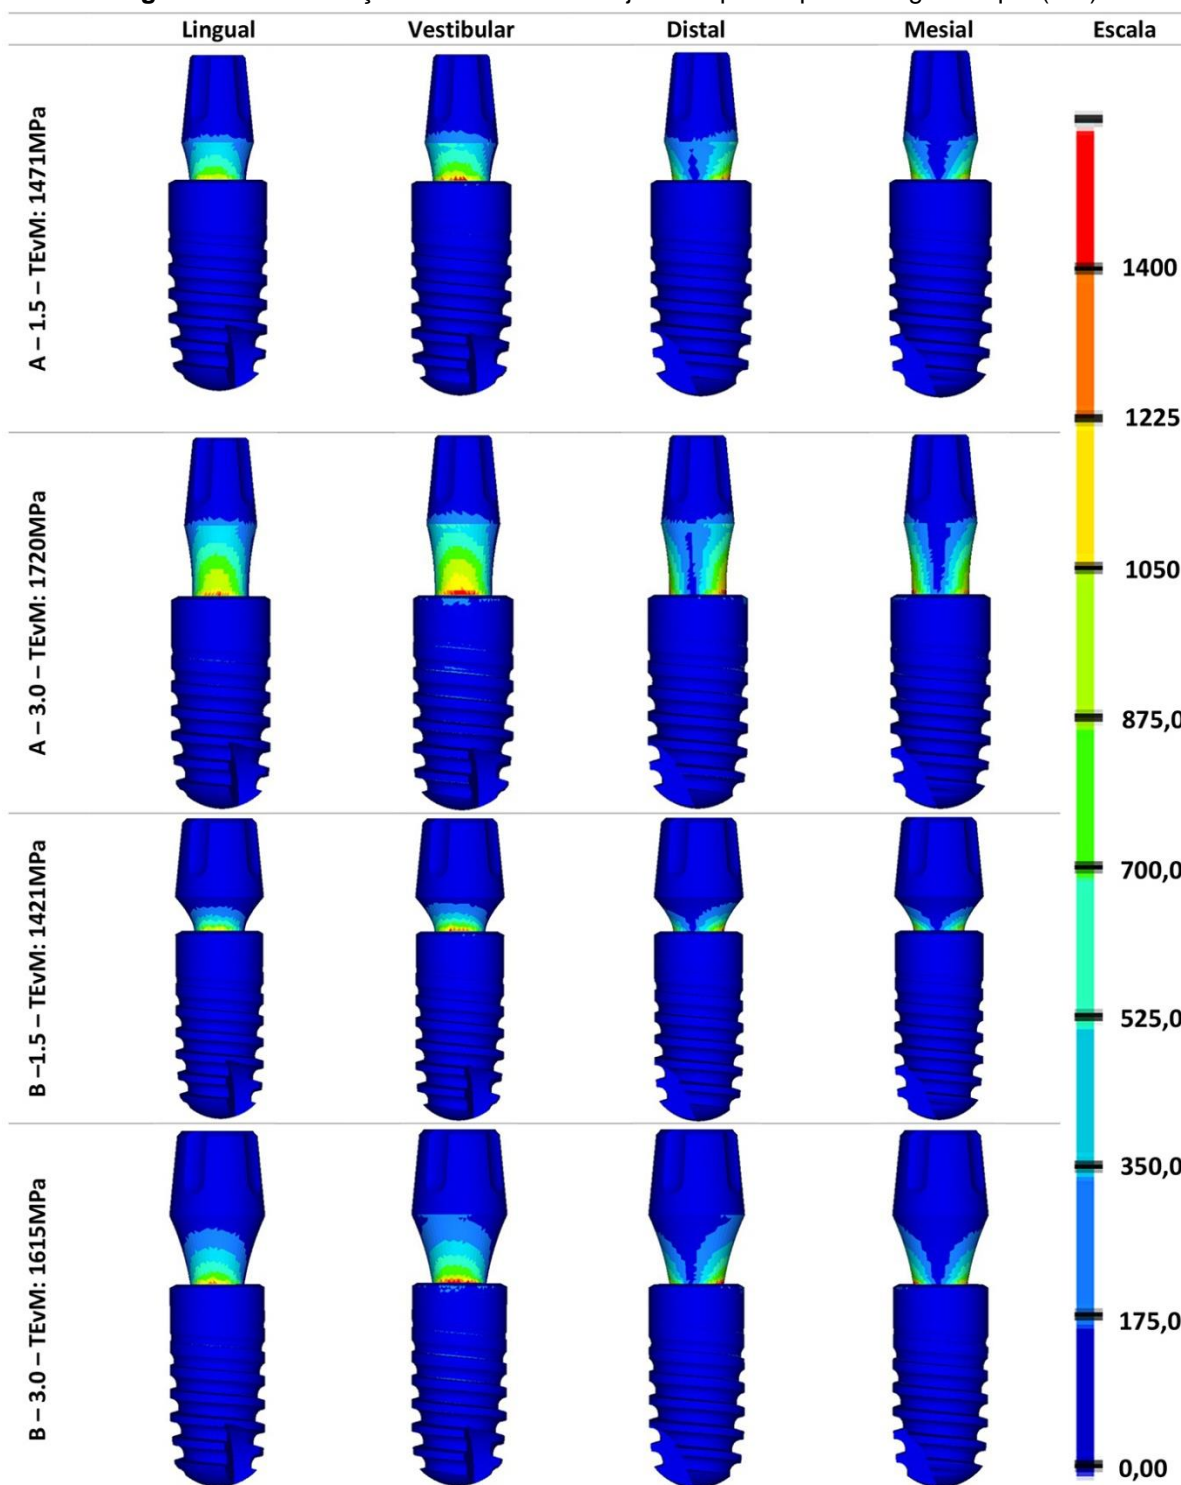 Lingual Vestibular Distal Mesial Escala
A – 1.5 – TEvM: 1471MPa
A – 3.0 – TEvM: 1720MPa
B –1.5 – TEvM: 1421MPa
B – 3.0 – TEvM: 1615MPa
1400
1225
1050
875,0
700,0
525,0
350,0
175,0
0,00